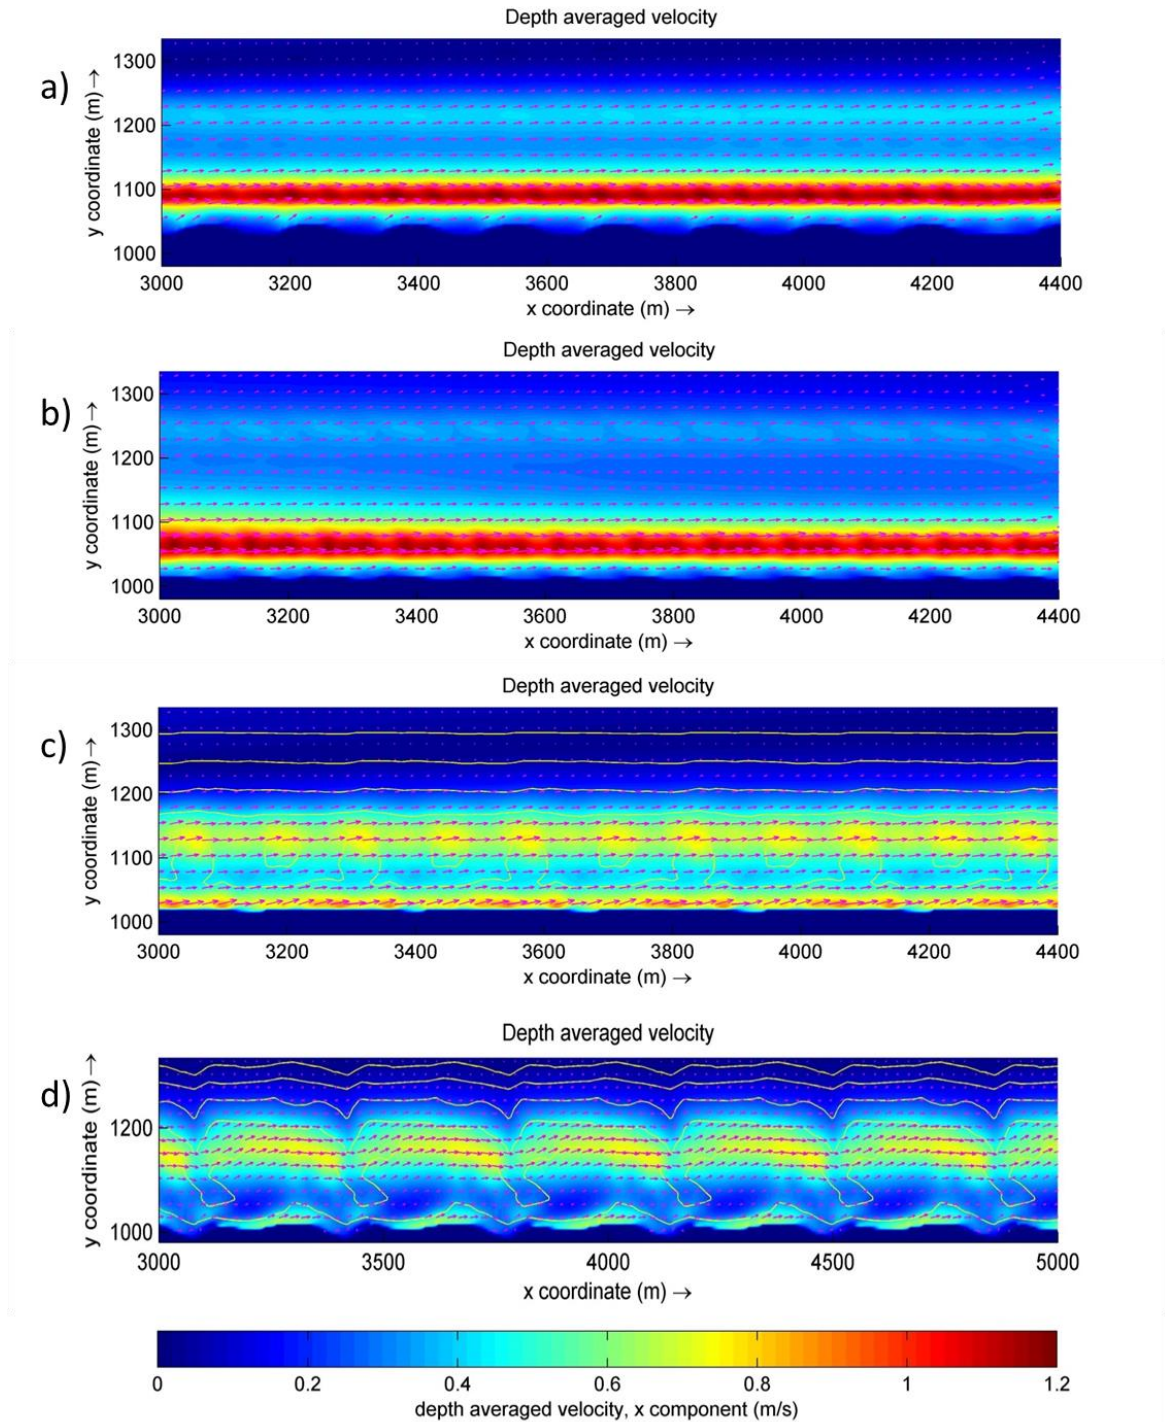 Depth averaged velocity
a)
y coordinate (m) →
1300
1200
1100
1000
3000 3200 3400 3600 3800 4000 4200 4400
x coordinate (m) →
Depth averaged velocity
b)
y coordinate (m) →
1300
1200
1100
1000
3000 3200 3400 3600 3800 4000 4200 4400
x coordinate (m) →
Depth averaged velocity
c)
y coordinate (m) →
1300
1200
1100
1000
3000 3200 3400 3600 3800 4000 4200 4400
x coordinate (m) →
Depth averaged velocity
d)
y coordinate (m) →
1200
1000
3000 3500 4000 4500 5000
x coordinate (m) →
0 0.2 0.4 0.6 0.8 1 1.2
depth averaged velocity, x component (m/s)